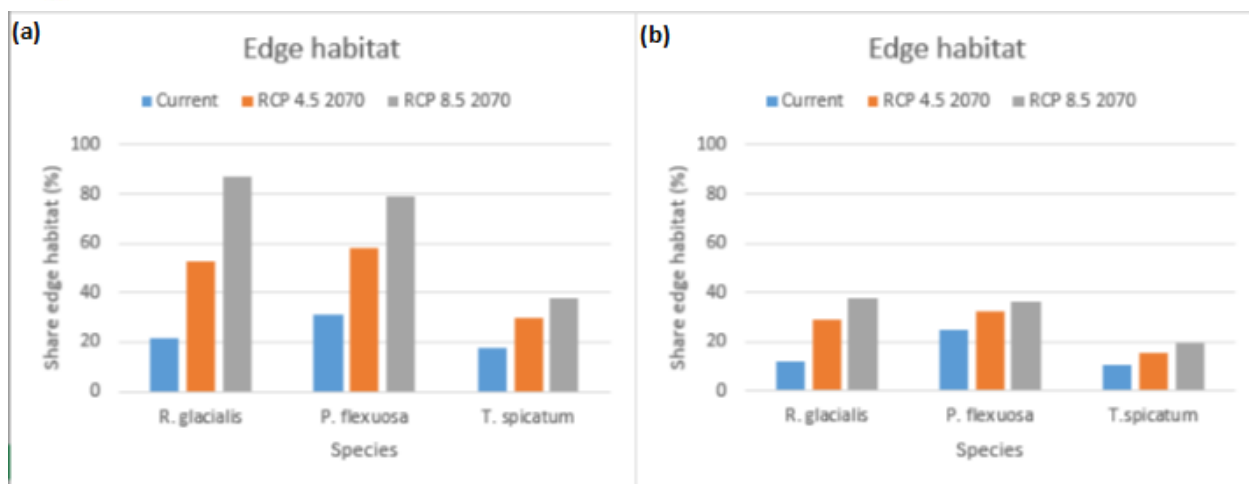 (a)
Edge habitat
Current RCP 4.5 2070 RCP 8.5 2070
Share edge habitat (%)
100
80
60
40
20
0
R. glacialis P. flexuosa T. spicatum
Species
(b)
Edge habitat
Current RCP 4.5 2070 RCP 8.5 2070
Share edge habitat (%)
100
80
60
40
20
0
R. glacialis P. flexuosa T.spicatum
Species